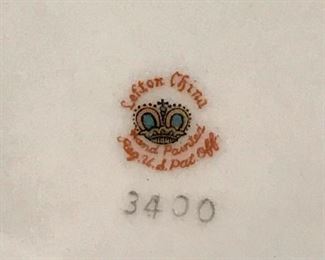 Lefton China
Hand Painted
Reg. U.S. Pat Off
3400